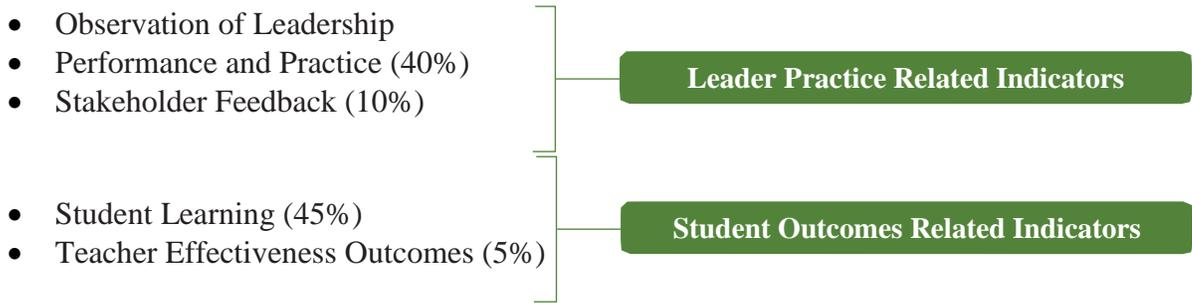 • Observation of Leadership
• Performance and Practice (40%)
• Stakeholder Feedback (10%)
Leader Practice Related Indicators
• Student Learning (45%)
• Teacher Effectiveness Outcomes (5%)
Student Outcomes Related Indicators